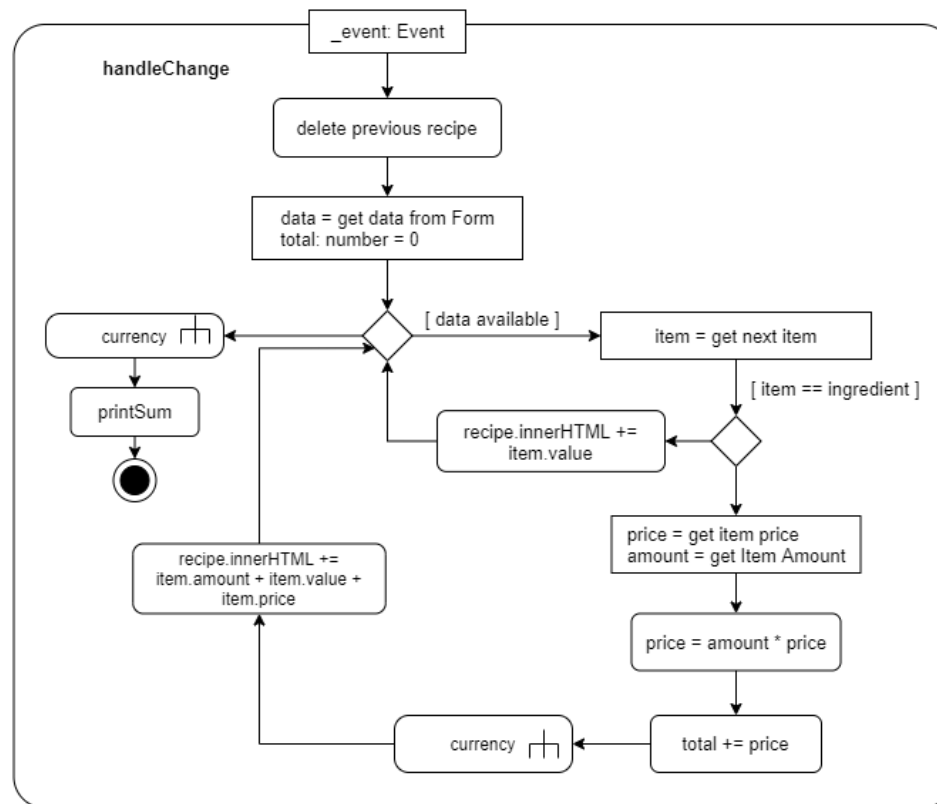 _event: Event
handleChange
delete previous recipe
data = get data from Form
total: number = 0
[ data available ]
currency
item = get next item
[ item == ingredient ]
printSum
recipe.innerHTML +=
item.value
price = get item price
amount = get Item Amount
recipe.innerHTML +=
item.amount + item.value +
item.price
price = amount * price
currency
total += price